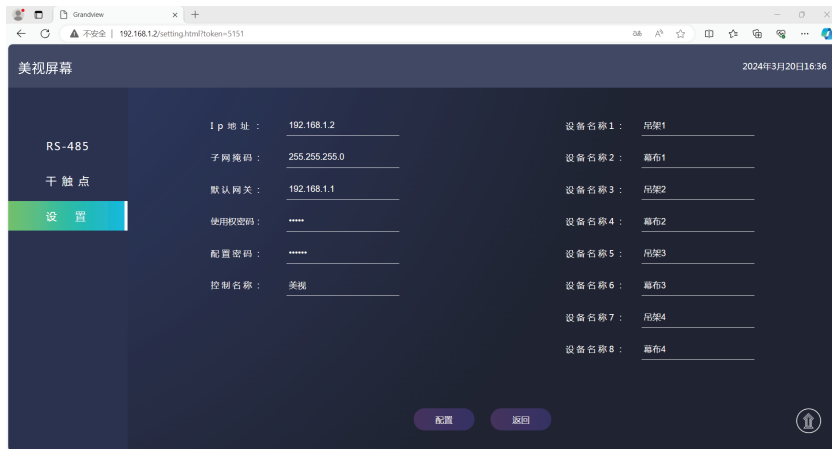 Grandview
不安全 | 192.168.1.2/setting.html?token=5151
美视屏幕
2024年3月20日16:36
RS-485
干触点
设 置
Ip地址： 192.168.1.2
子网掩码： 255.255.255.0
默认网关： 192.168.1.1
使用权密码： •••••
配置密码： ••••••
控制名称： 美视
设备名称1： 吊架1
设备名称2： 幕布1
设备名称3： 吊架2
设备名称4： 幕布2
设备名称5： 吊架3
设备名称6： 幕布3
设备名称7： 吊架4
设备名称8： 幕布4
配置
返回